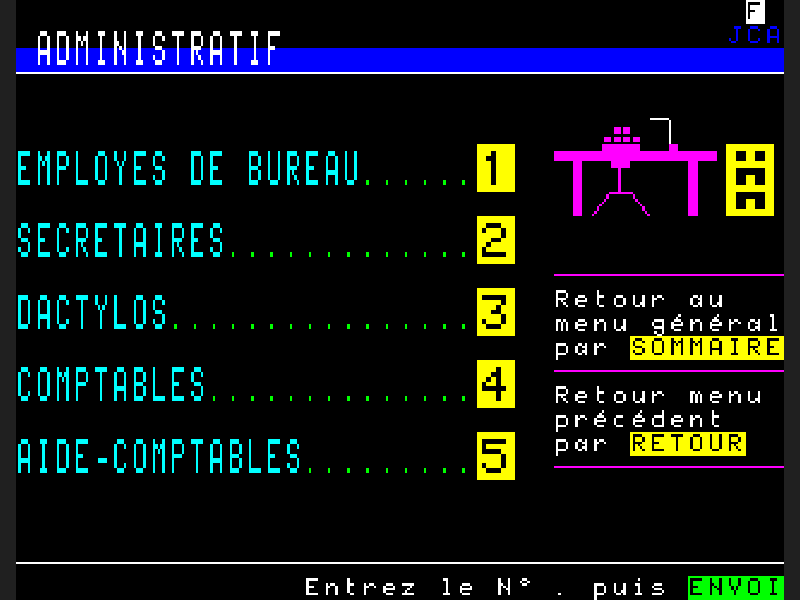 F
JCA
ADMINISTRATIF
EMPLOYES DE BUREAU...... 1
SECRETAIRES............. 2
DACTYLOS................ 3
COMPTABLES.............. 4
AIDE-COMPTABLES......... 5
Retour au
menu général
par SOMMAIRE
Retour menu
précédent
par RETOUR
Entrez le N° . puis ENVOI